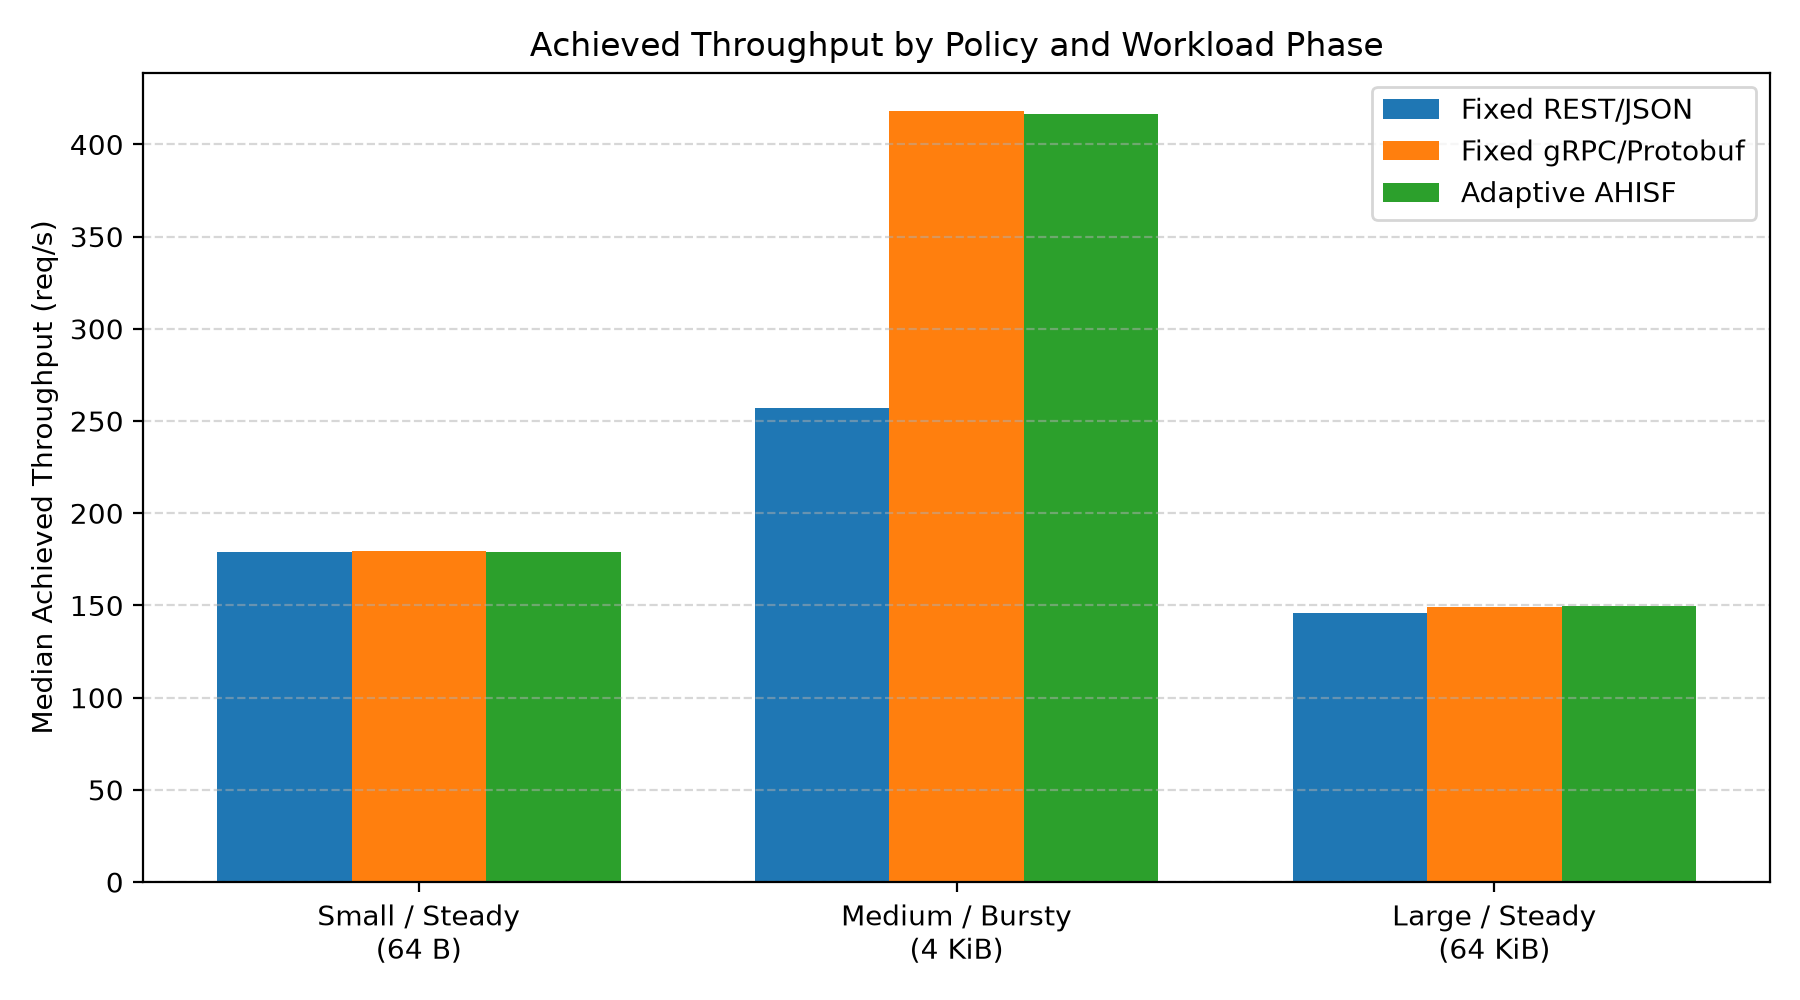 Achieved Throughput by Policy and Workload Phase
Median Achieved Throughput (req/s)
400
350
300
250
200
150
100
50
0
Fixed REST/JSON
Fixed gRPC/Protobuf
Adaptive AHISF
Small / Steady
(64 B)
Medium / Bursty
(4 KiB)
Large / Steady
(64 KiB)